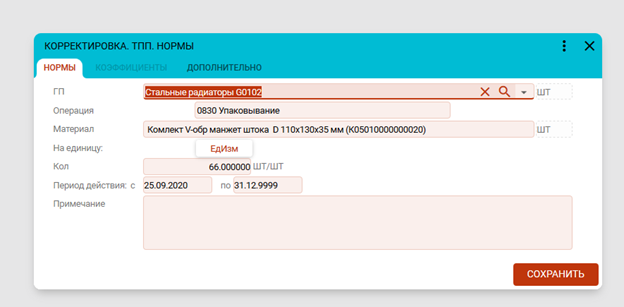 КОРРЕКТИРОВКА. ТПП. НОРМЫ
НОРМЫ КОЭФФИЦИЕНТЫ ДОПОЛНИТЕЛЬНО
ГП Стальные радиаторы G0102 ШТ
Операция 0830 Упаковывание
Материал Комлект V-обр манжет штока D 110x130x35 мм (K05010000000020) ШТ
На единицу: ЕдИзм
Кол 66.000000 ШТ/ШТ
Период действия: с 25.09.2020 по 31.12.9999
Примечание
СОХРАНИТЬ